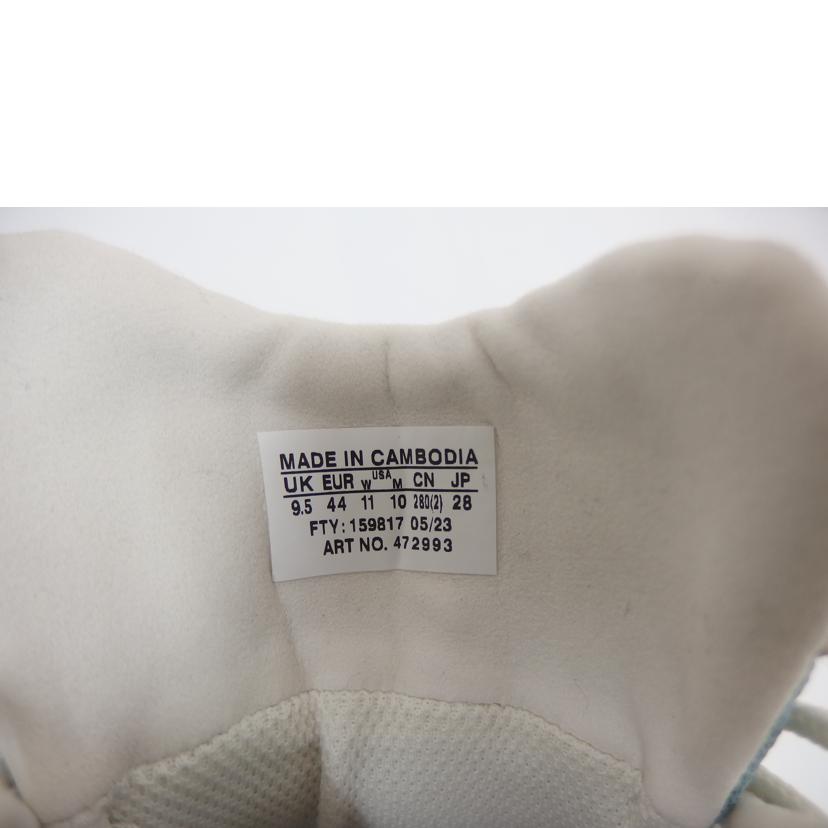 MADE IN CAMBODIA
UK EUR W USA M CN JP
9.5 44 11 10 280(2) 28
FTY: 159817 05/23
ART NO. 472993